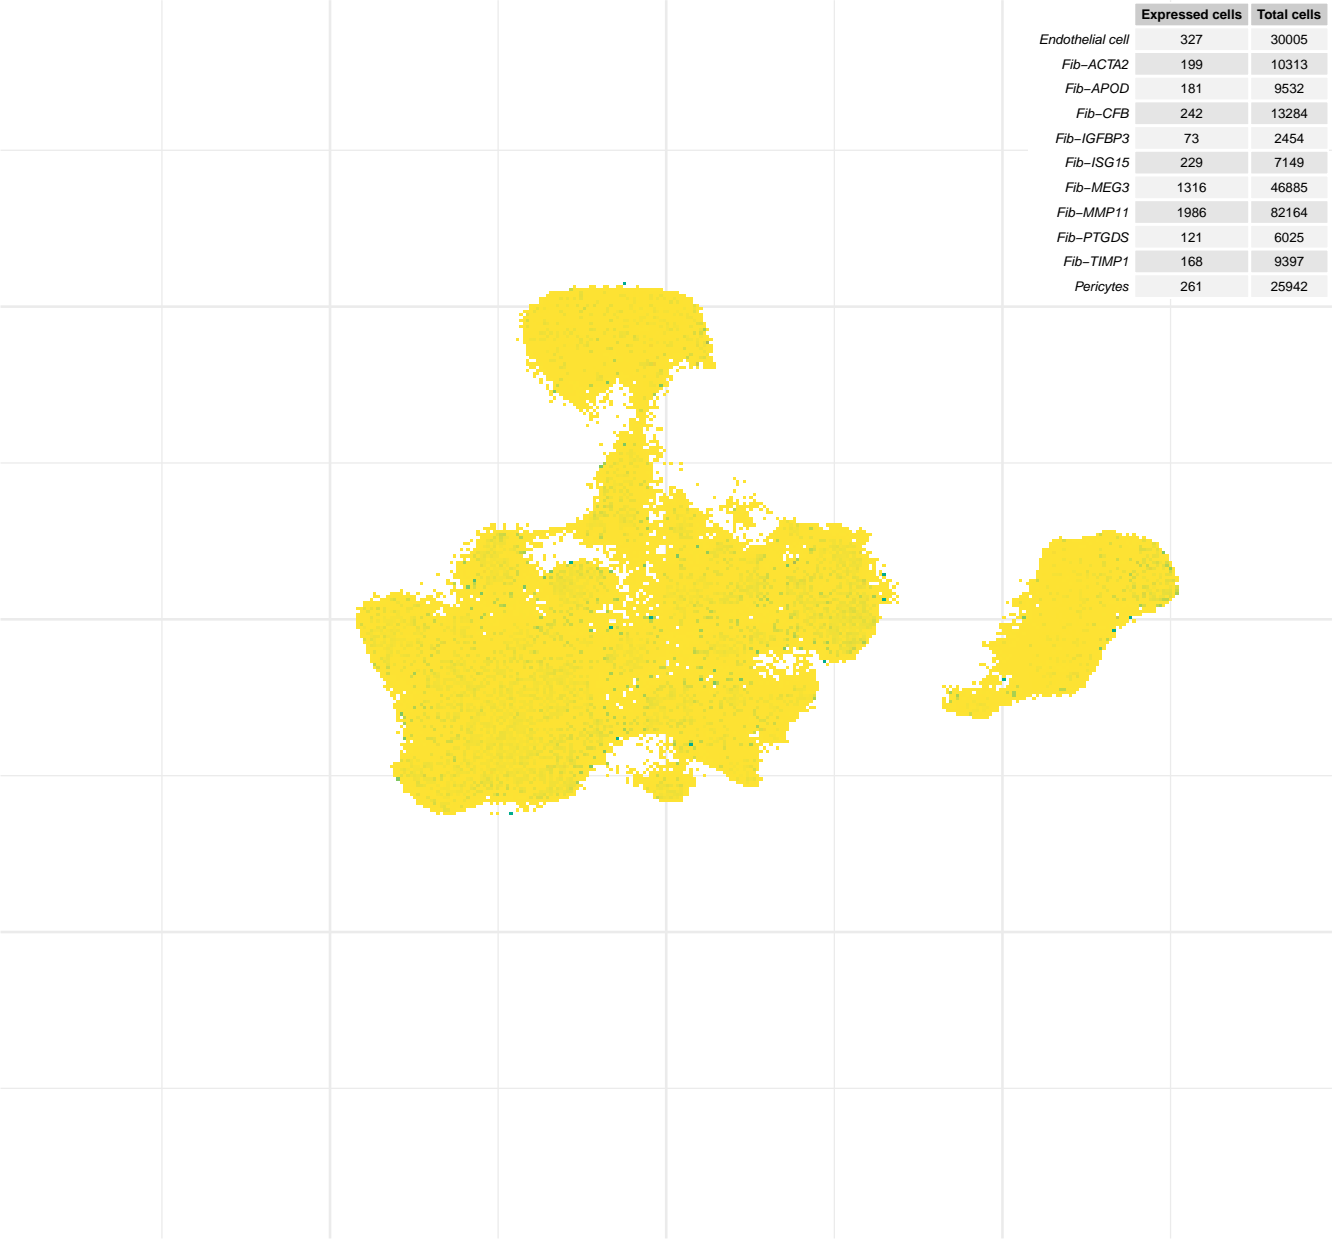 Expressed cells Total cells
Endothelial cell 327 30005
Fib−ACTA2 199 10313
Fib−APOD 181 9532
Fib−CFB 242 13284
Fib−IGFBP3 73 2454
Fib−ISG15 229 7149
Fib−MEG3 1316 46885
Fib−MMP11 1986 82164
Fib−PTGDS 121 6025
Fib−TIMP1 168 9397
Pericytes 261 25942